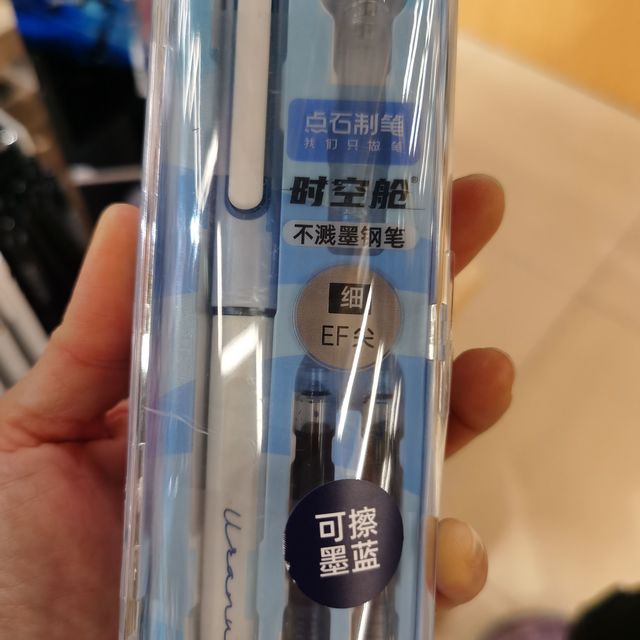 点石制笔
我们只做笔
时空舱®
不溅墨钢笔
细
EF尖
可擦
墨蓝
Uranu